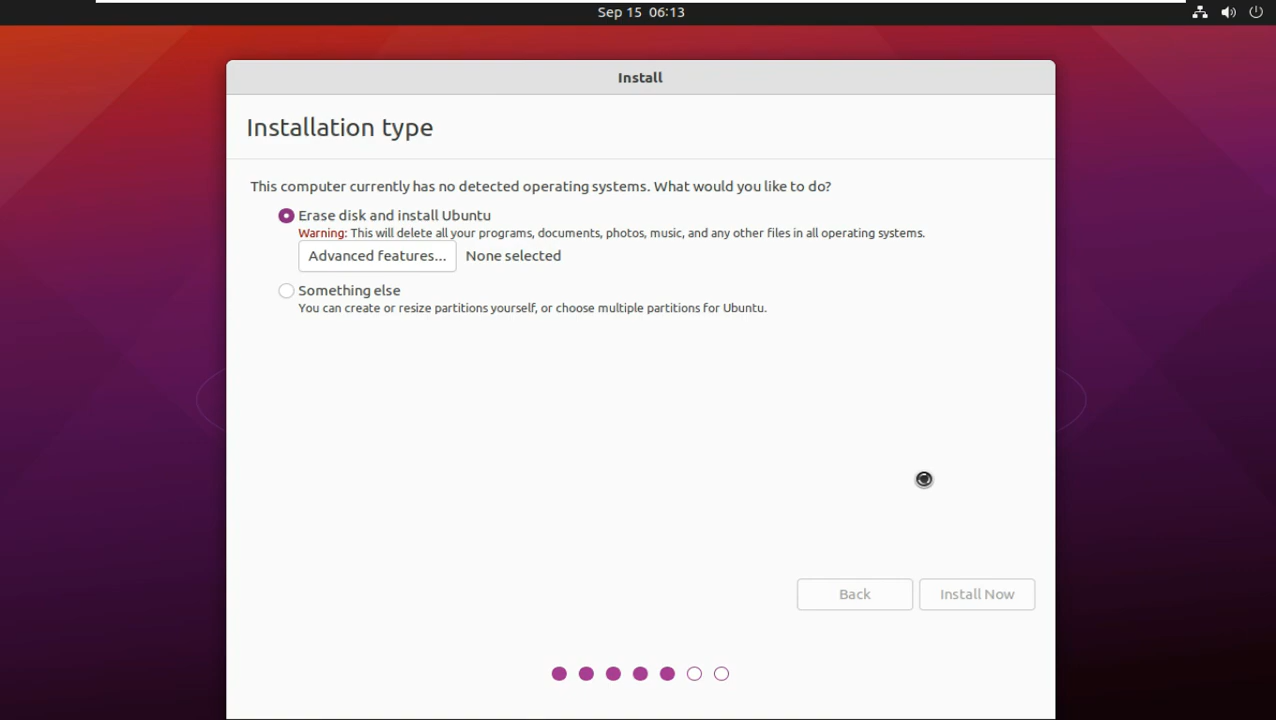 Sep 15 06:13
Install
Installation type
This computer currently has no detected operating systems. What would you like to do?
Erase disk and install Ubuntu
Warning: This will delete all your programs, documents, photos, music, and any other files in all operating systems.
Advanced features... None selected
Something else
You can create or resize partitions yourself, or choose multiple partitions for Ubuntu.
Back Install Now